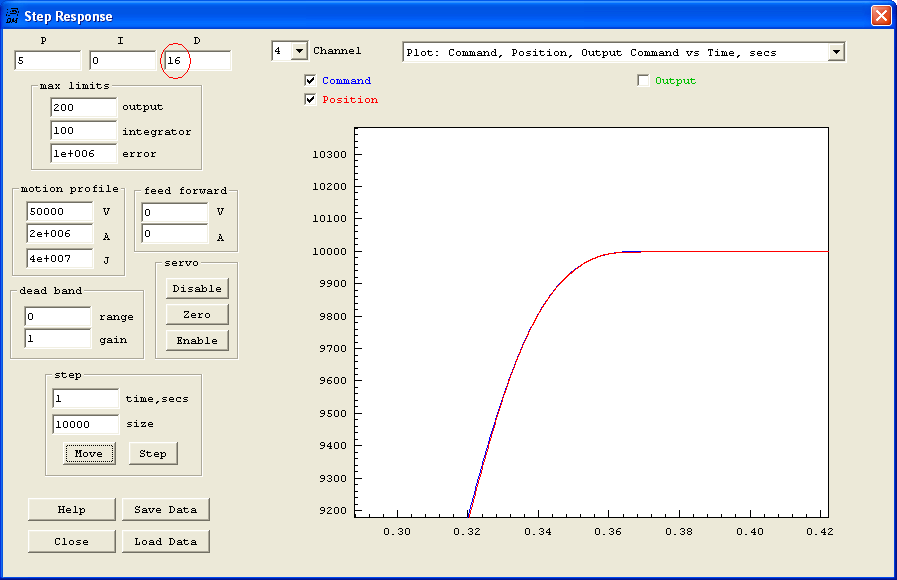 Step Response
P I D
5 0 16
4 Channel
Plot: Command, Position, Output Command vs Time, secs
Command
Output
Position
max limits
200 output
100 integrator
1e+006 error
motion profile
50000 V
2e+006 A
4e+007 J
feed forward
0 V
0 A
servo
Disable
Zero
Enable
dead band
0 range
1 gain
step
1 time,secs
10000 size
Move Step
Help Save Data
Close Load Data
10300
10200
10100
10000
9900
9800
9700
9600
9500
9400
9300
9200
0.30 0.32 0.34 0.36 0.38 0.40 0.42